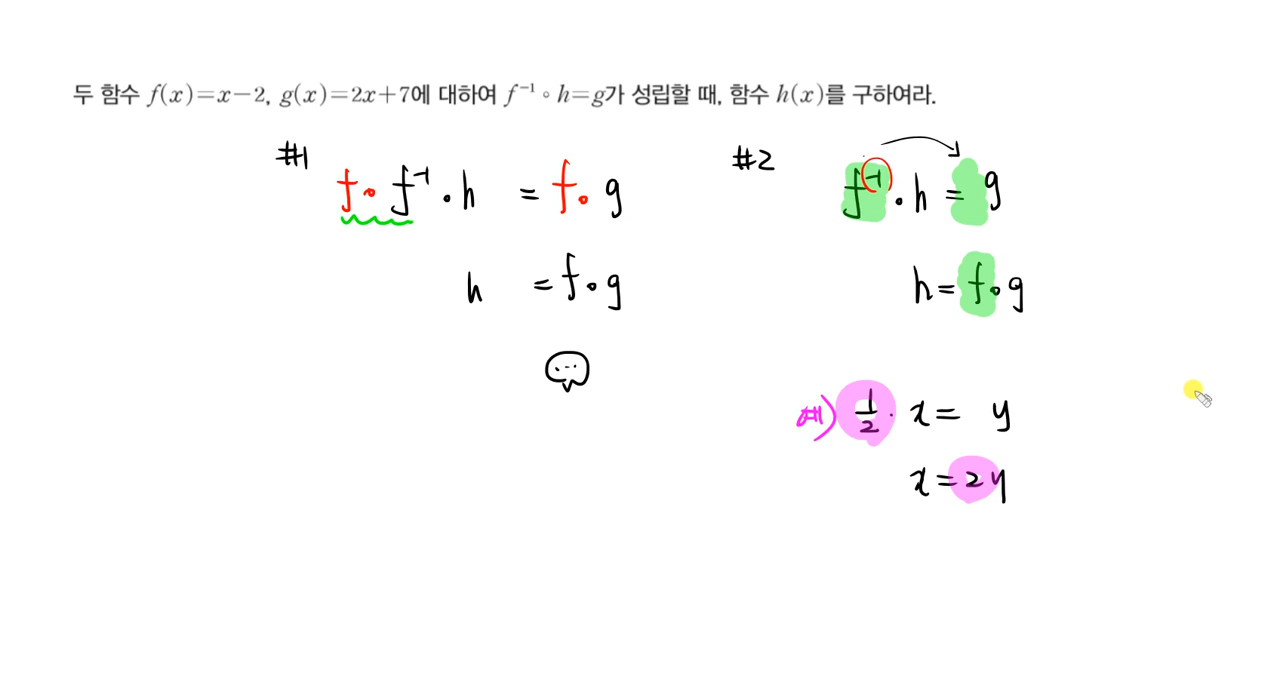 두 함수 f(x)=x−2, g(x)=2x+7에 대하여 f⁻¹∘h=g가 성립할 때, 함수 h(x)를 구하여라.
#1
f∘f⁻¹∘h = f∘g
h = f∘g
#2
f⁻¹∘h = g
h = f∘g
예) 1/2 · x = y
x = 2y